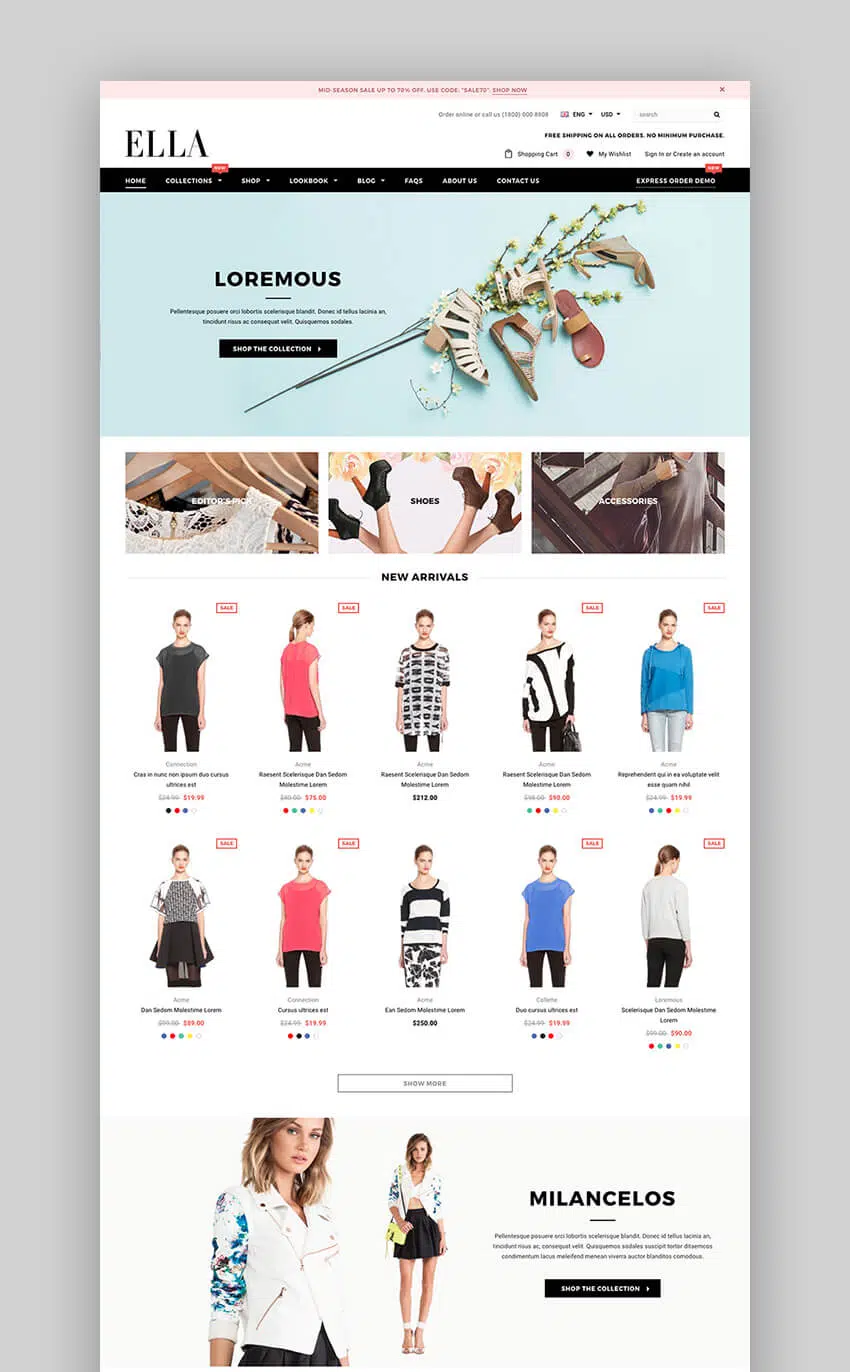 MID-SEASON SALE UP TO 70% OFF. USE CODE: "SALE70". SHOP NOW
Order online or call us (1800) 000 8808 ENG USD search
FREE SHIPPING ON ALL ORDERS. NO MINIMUM PURCHASE.
ELLA
Shopping Cart 0 My Wishlist Sign In or Create an account
NEW NEW
HOME COLLECTIONS SHOP LOOKBOOK BLOG FAQS ABOUT US CONTACT US EXPRESS ORDER DEMO
LOREMOUS
Pellentesque posuere orci lobortis scelerisque blandit. Donec id tellus lacinia an,
tincidunt risus ac consequat velit. Quisquemos sodales.
SHOP THE COLLECTION
EDITOR'S PICK SHOES ACCESSORIES
NEW ARRIVALS
SALE SALE SALE SALE
Connection Acme Acme Acme Acme
Cras in nunc non ipsum duo cursus Raesent Scelerisque Dan Sedom Raesent Scelerisque Dan Sedom Raesent Scelerisque Dan Sedom Reprehenderit qui in ea voluptate velit
ultrices est Molestime Lorem Molestime Lorem Molestime Lorem esse quam nihil
$24.99 $19.99 $80.00 $75.00 $212.00 $98.00 $90.00 $24.99 $19.99
SALE SALE SALE SALE
Acme Connection Acme Collette Loremous
Dan Sedom Molestime Lorem Cursus ultrices est Ean Sedom Molestime Lorem Duo cursus ultrices est Scelerisque Dan Sedom Molestime
Lorem
$99.00 $89.00 $24.99 $19.99 $250.00 $24.99 $19.99
$99.00 $90.00
SHOW MORE
MILANCELOS
Pellentesque posuere orci lobortis scelerisque blandit. Donec id tellus lacinia an,
tincidunt risus ac, consequat velit. Quisquemos sodales suscipit tortor ditaemcos
condimentum lacus meleifend menean viverra auctor blanditos comodous.
SHOP THE COLLECTION